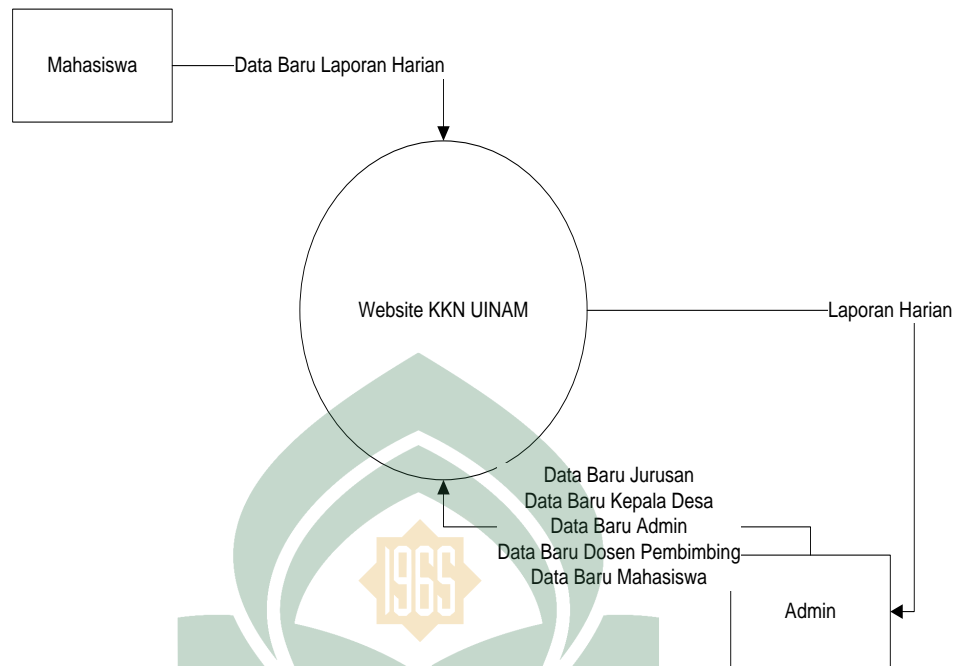 Mahasiswa
Data Baru Laporan Harian
Website KKN UINAM
Laporan Harian
Data Baru Jurusan
Data Baru Kepala Desa
Data Baru Admin
Data Baru Dosen Pembimbing
Data Baru Mahasiswa
1965
Admin